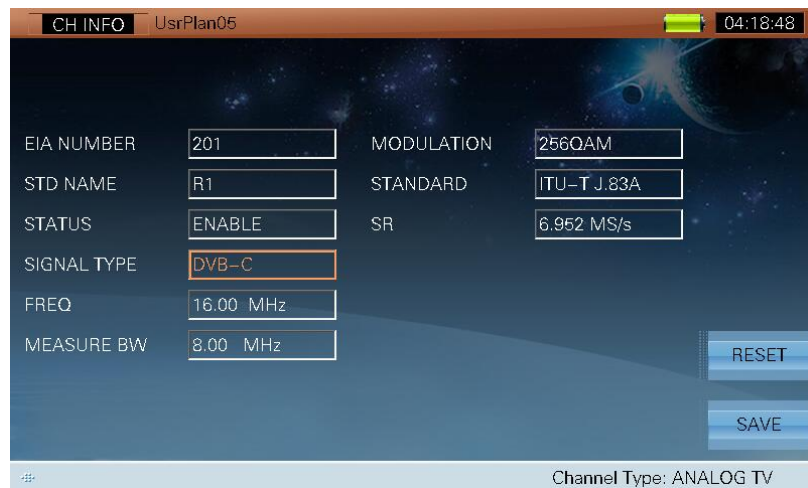 CH INFO UsrPlan05 04:18:48
EIA NUMBER 201 MODULATION 256QAM
STD NAME R1 STANDARD ITU-T J.83A
STATUS ENABLE SR 6.952 MS/s
SIGNAL TYPE DVB-C
FREQ 16.00 MHz
MEASURE BW 8.00 MHz
RESET
SAVE
Channel Type: ANALOG TV